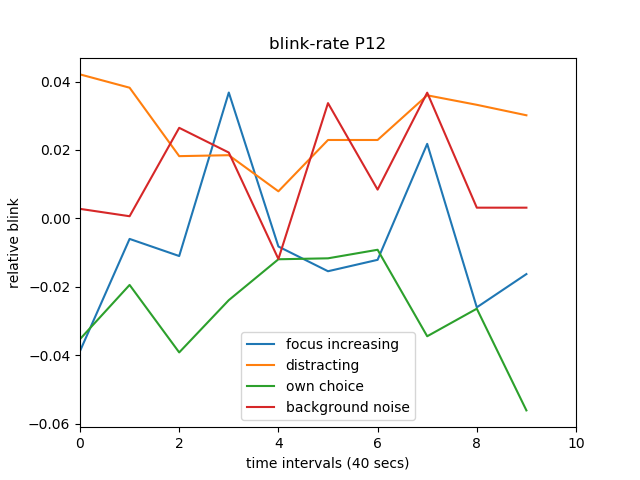 blink-rate P12
relative blink
0.04
0.02
0.00
−0.02
−0.04
−0.06
focus increasing
distracting
own choice
background noise
0 2 4 6 8 10
time intervals (40 secs)